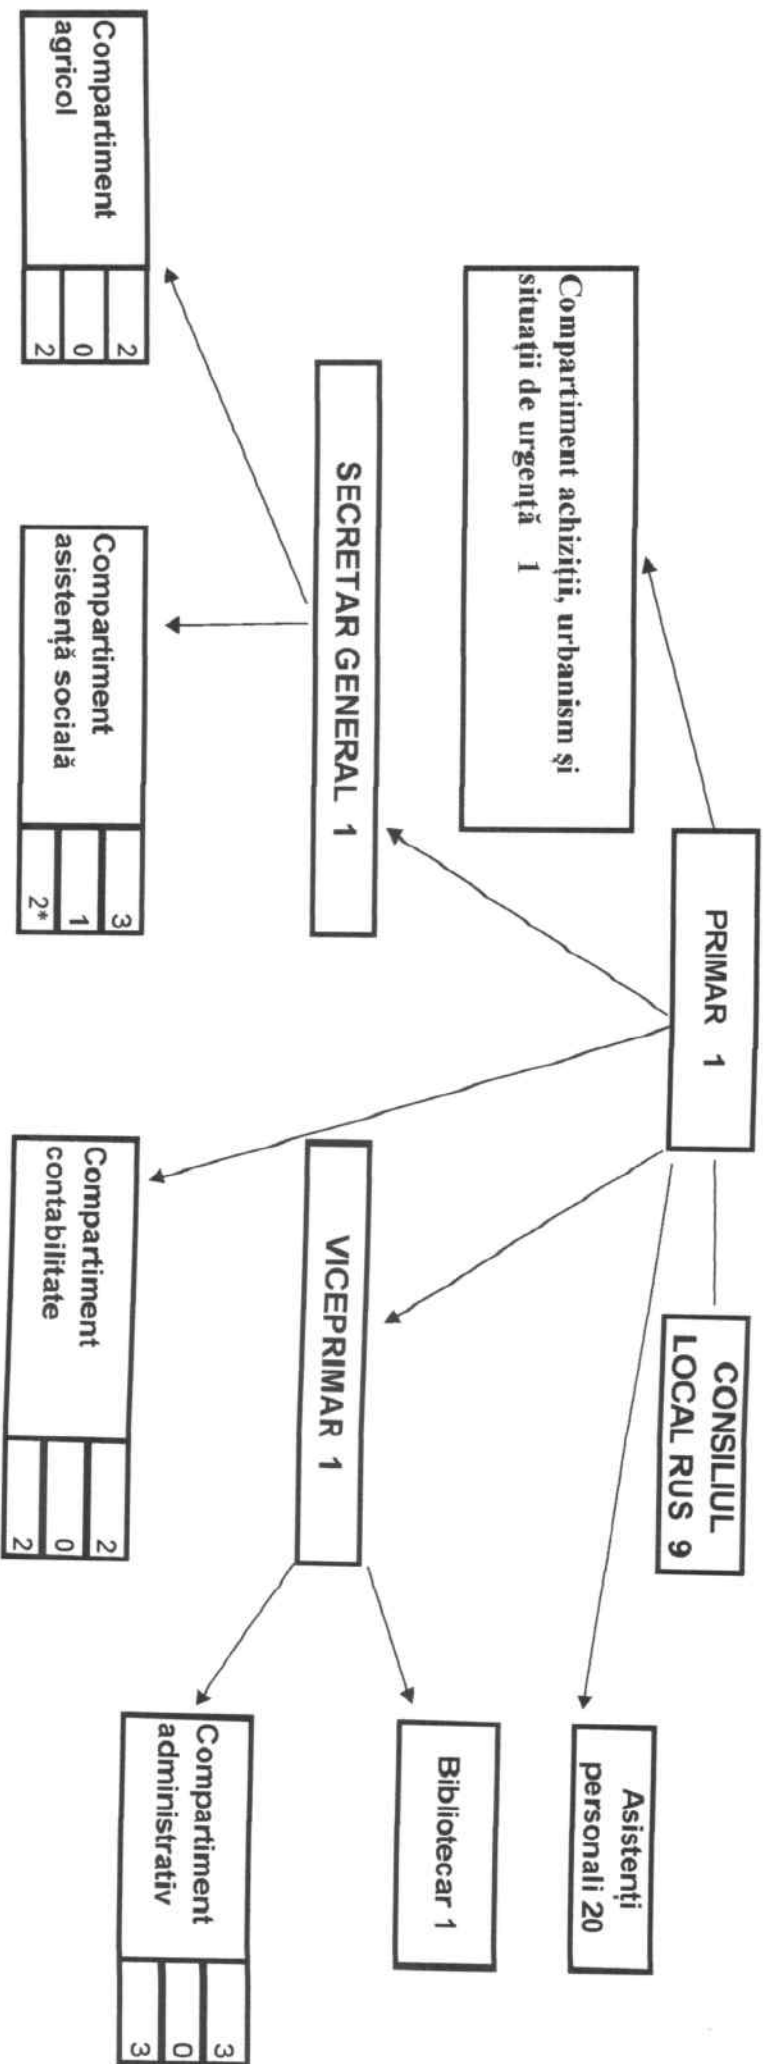 CONSILIUL
LOCAL RUS 9
PRIMAR 1
Compartiment achiziții, urbanism și
situații de urgență 1
Asistenți
personali 20
SECRETAR GENERAL 1
VICEPRIMAR 1
Bibliotecar 1
Compartiment
agricol
2
0
2
Compartiment
asistență socială
3
1
2*
Compartiment
contabilitate
2
0
2
Compartiment
administrativ
3
0
3